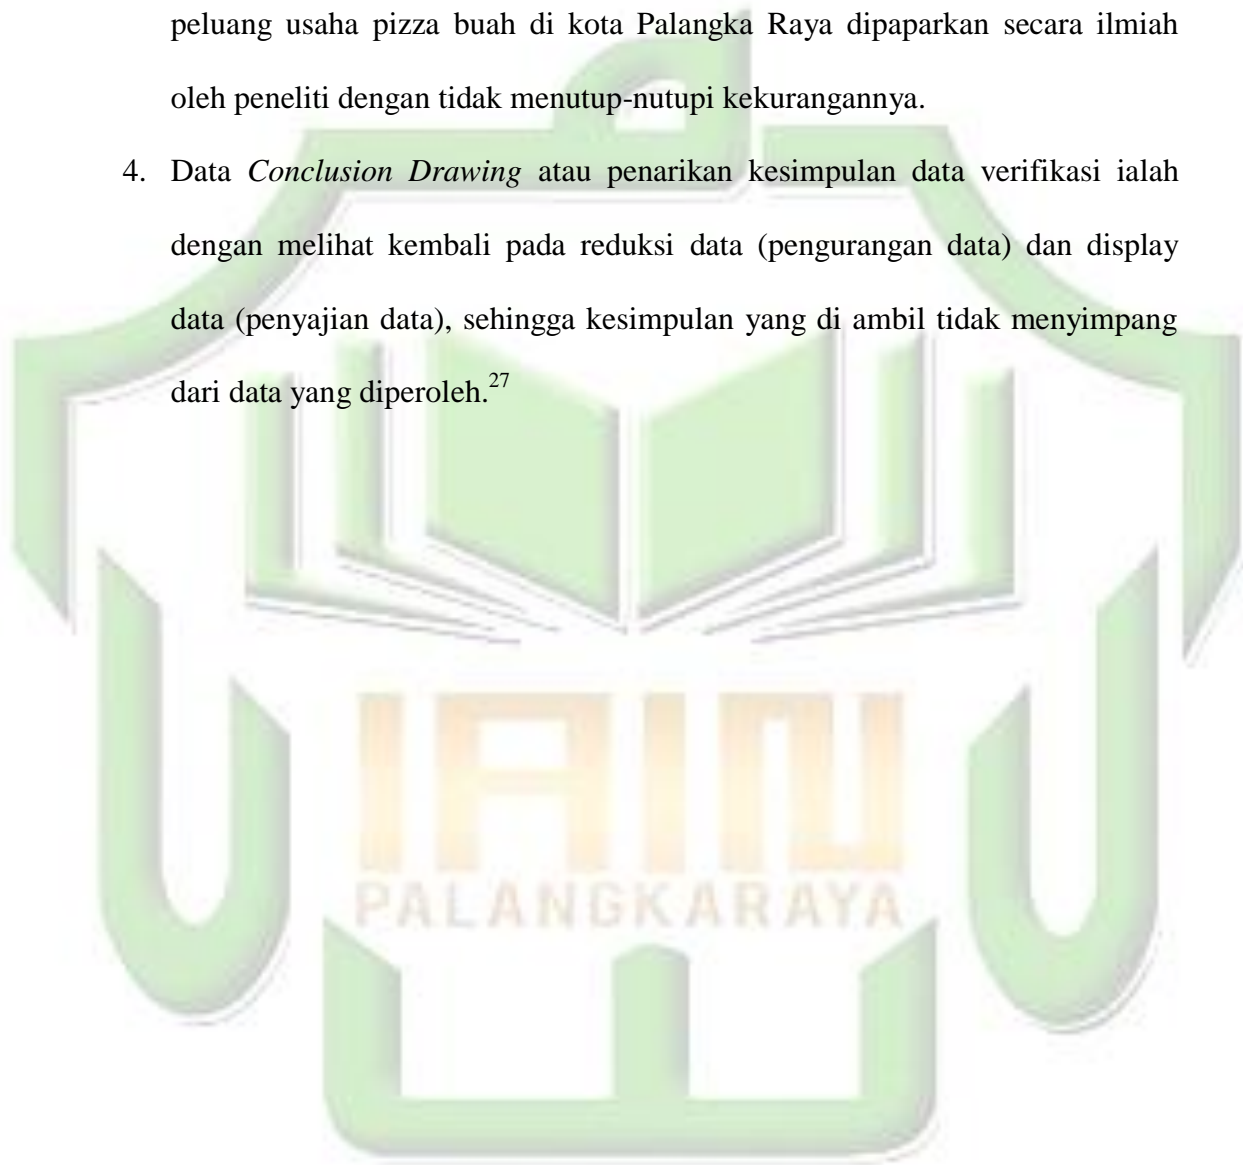 peluang usaha pizza buah di kota Palangka Raya dipaparkan secara ilmiah
oleh peneliti dengan tidak menutup-nutupi kekurangannya.
4. Data Conclusion Drawing atau penarikan kesimpulan data verifikasi ialah
dengan melihat kembali pada reduksi data (pengurangan data) dan display
data (penyajian data), sehingga kesimpulan yang di ambil tidak menyimpang
dari data yang diperoleh.27
IAIN
PALANGKARAYA